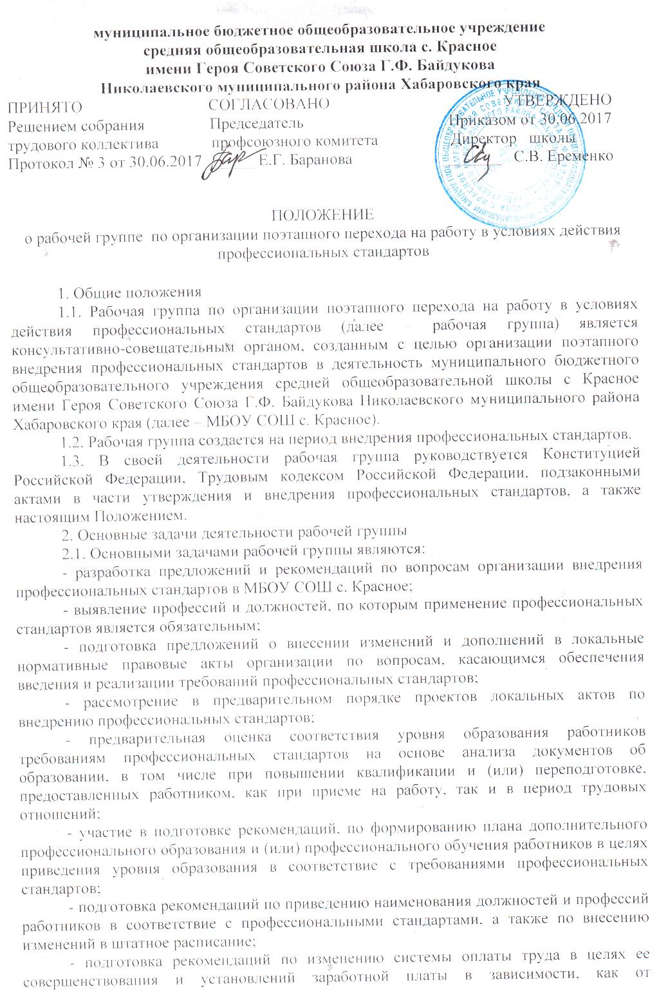 муниципальное бюджетное общеобразовательное учреждение
средняя общеобразовательная школа с. Красное
имени Героя Советского Союза Г.Ф. Байдукова
Николаевского муниципального района Хабаровского края
ПРИНЯТО СОГЛАСОВАНО УТВЕРЖДЕНО
Решением собрания Председатель Приказом от 30.06.2017
трудового коллектива профсоюзного комитета Директор школы
Протокол № 3 от 30.06.2017 Е.Г. Баранова С.В. Еременко
ПОЛОЖЕНИЕ
о рабочей группе по организации поэтапного перехода на работу в условиях действия
профессиональных стандартов
1. Общие положения
1.1. Рабочая группа по организации поэтапного перехода на работу в условиях
действия профессиональных стандартов (далее – рабочая группа) является
консультативно-совещательным органом, созданным с целью организации поэтапного
внедрения профессиональных стандартов в деятельность муниципального бюджетного
общеобразовательного учреждения средней общеобразовательной школы с Красное
имени Героя Советского Союза Г.Ф. Байдукова Николаевского муниципального района
Хабаровского края (далее – МБОУ СОШ с. Красное).
1.2. Рабочая группа создается на период внедрения профессиональных стандартов.
1.3. В своей деятельности рабочая группа руководствуется Конституцией
Российской Федерации, Трудовым кодексом Российской Федерации, подзаконными
актами в части утверждения и внедрения профессиональных стандартов, а также
настоящим Положением.
2. Основные задачи деятельности рабочей группы
2.1. Основными задачами рабочей группы являются:
- разработка предложений и рекомендаций по вопросам организации внедрения
профессиональных стандартов в МБОУ СОШ с. Красное;
- выявление профессий и должностей, по которым применение профессиональных
стандартов является обязательным;
- подготовка предложений о внесении изменений и дополнений в локальные
нормативные правовые акты организации по вопросам, касающимся обеспечения
введения и реализации требований профессиональных стандартов;
- рассмотрение в предварительном порядке проектов локальных актов по
внедрению профессиональных стандартов;
- предварительная оценка соответствия уровня образования работников
требованиям профессиональных стандартов на основе анализа документов об
образовании, в том числе при повышении квалификации и (или) переподготовке,
предоставленных работником, как при приеме на работу, так и в период трудовых
отношений;
- участие в подготовке рекомендаций, по формированию плана дополнительного
профессионального образования и (или) профессионального обучения работников в целях
приведения уровня образования в соответствие с требованиями профессиональных
стандартов;
- подготовка рекомендаций по приведению наименования должностей и профессий
работников в соответствие с профессиональными стандартами, а также по внесению
изменений в штатное расписание;
- подготовка рекомендаций по изменению системы оплаты труда в целях ее
совершенствования и установлений заработной платы в зависимости, как от